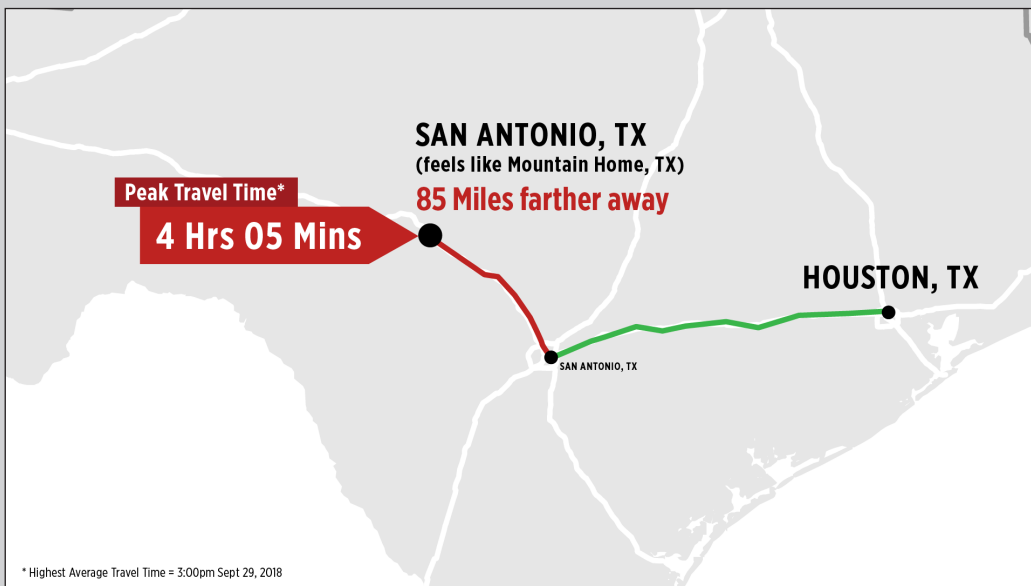 SAN ANTONIO, TX
(feels like Mountain Home, TX)
85 Miles farther away
Peak Travel Time*
4 Hrs 05 Mins
HOUSTON, TX
SAN ANTONIO, TX
* Highest Average Travel Time = 3:00pm Sept 29, 2018